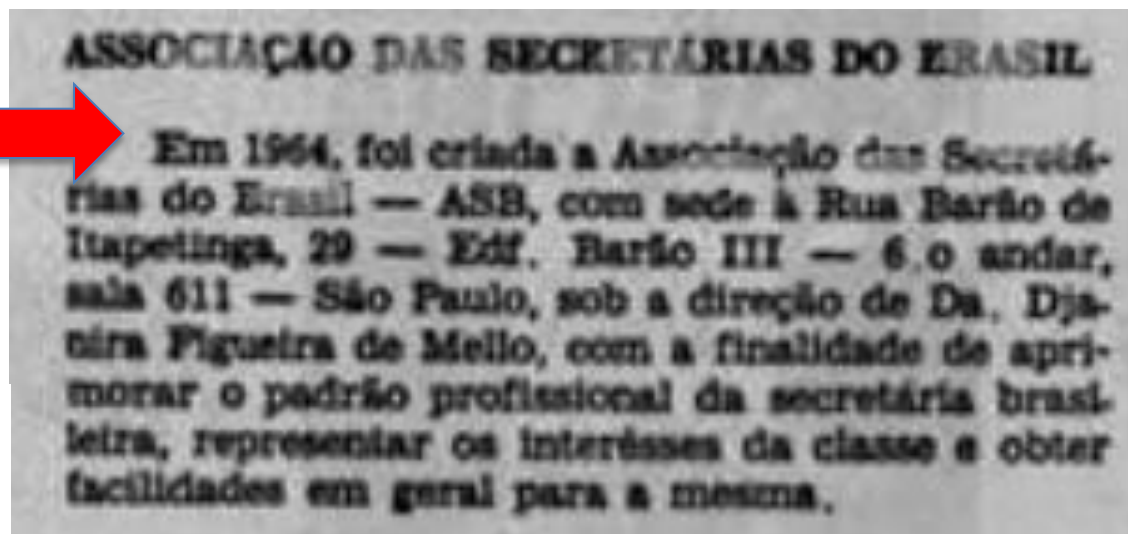 ASSOCIAÇÃO DAS SECRETÁRIAS DO BRASIL
Em 1964, foi criada a Associação das Secretá-
rias do Brasil — ASB, com sede à Rua Barão de
Itapetinga, 29 — Edf. Barão III — 6.o andar,
sala 611 — São Paulo, sob a direção de Da. Dja-
nira Figueira de Mello, com a finalidade de apri-
morar o padrão profissional da secretária brasi-
leira, representar os interêsses da classe e obter
facilidades em geral para a mesma.